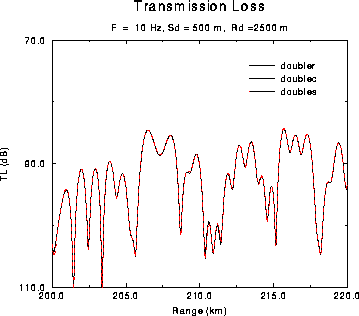 Transmission Loss
F = 10 Hz, Sd = 500 m, Rd =2500 m
70.0
doubler
doublec
doubles
TL (dB)
90.0
110.0
200.0 205.0 210.0 215.0 220.0
Range (km)